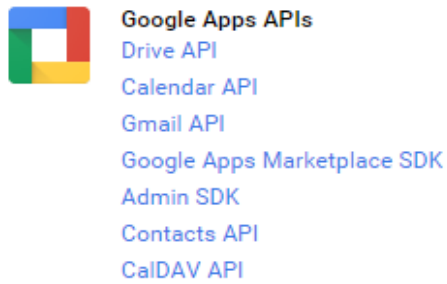 Google Apps APIs
Drive API
Calendar API
Gmail API
Google Apps Marketplace SDK
Admin SDK
Contacts API
CalDAV API